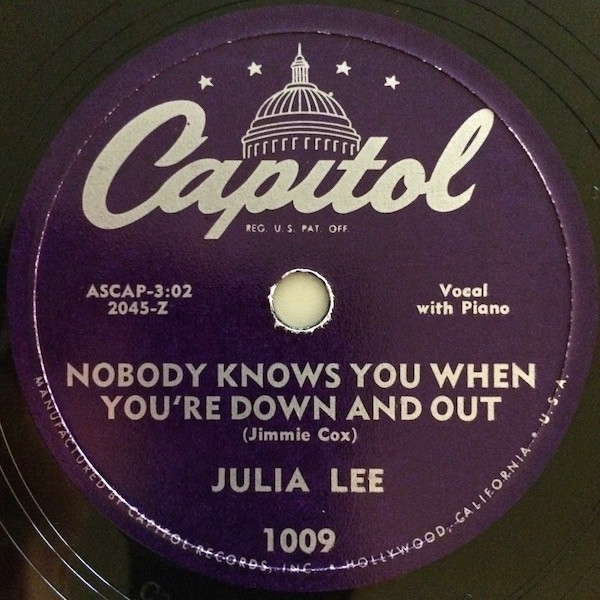 Capitol
REG. U.S. PAT. OFF.
ASCAP-3:02
2045-Z
Vocal
with Piano
NOBODY KNOWS YOU WHEN
YOU'RE DOWN AND OUT
(Jimmie Cox)
JULIA LEE
1009
MANUFACTURED BY CAPITOL RECORDS, INC. • HOLLYWOOD, CALIFORNIA • U.S.A.